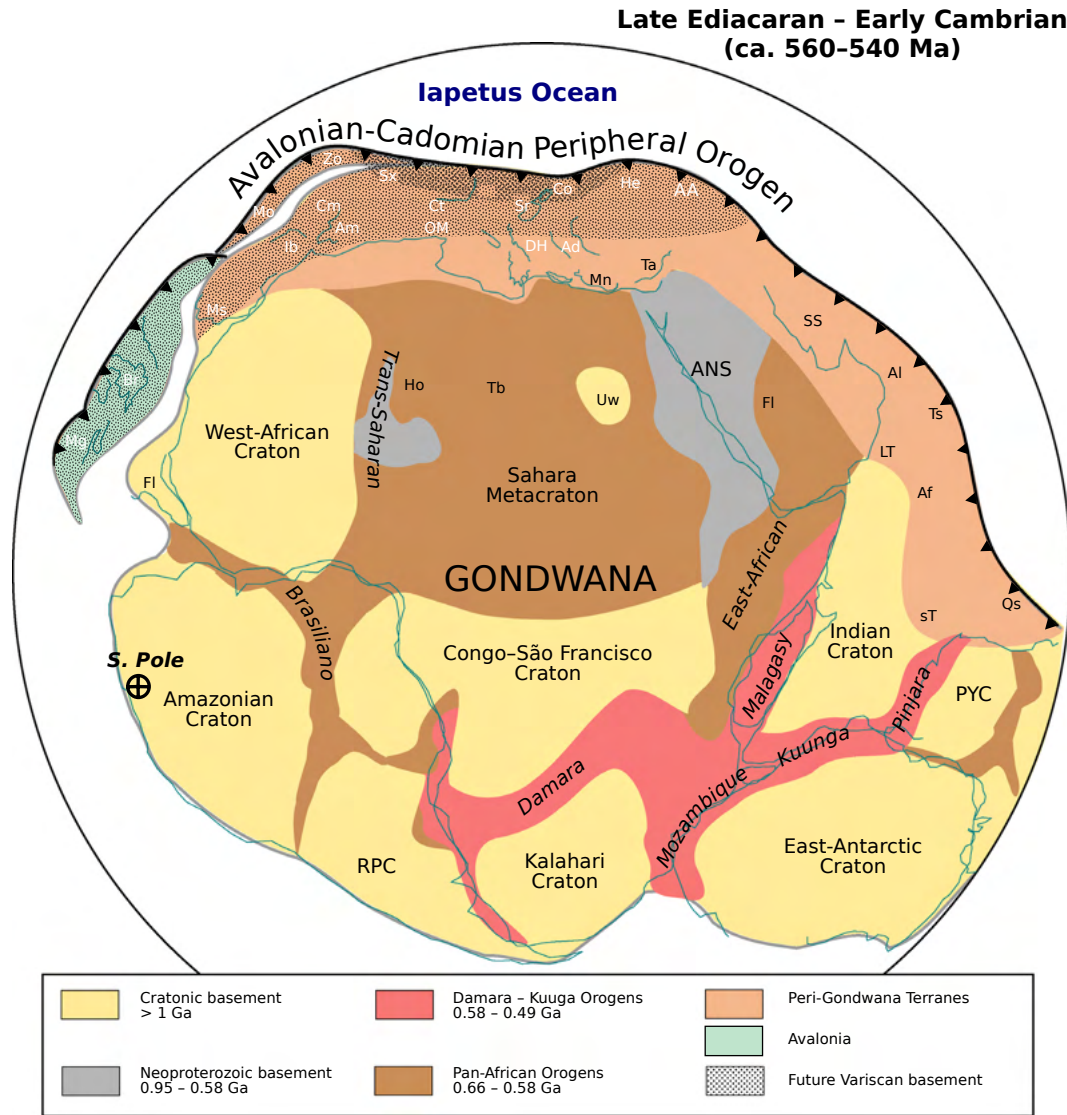 Late Ediacaran – Early Cambrian
(ca. 560–540 Ma)
Iapetus Ocean
Avalonian-Cadomian Peripheral Orogen
Zo
Sx
Co
He
AA
Mo
Cm
Ct
Sr
Am
OM
Ib
DH
Ad
Ta
Mn
Ms
SS
Br
Mg
Al
Ts
LT
Af
Qs
sT
ANS
Fl
Ho
Tb
Uw
Trans-Saharan
West-African
Craton
Sahara
Metacraton
Fl
GONDWANA
East-African
Brasiliano
Congo–São Francisco
Craton
Indian
Craton
Malagasy
Pinjara
PYC
S. Pole
Amazonian
Craton
Kuunga
Damara
Mozambique
RPC
Kalahari
Craton
East-Antarctic
Craton
Cratonic basement
> 1 Ga
Damara – Kuuga Orogens
0.58 – 0.49 Ga
Peri-Gondwana Terranes
Avalonia
Neoproterozoic basement
0.95 – 0.58 Ga
Pan-African Orogens
0.66 – 0.58 Ga
Future Variscan basement